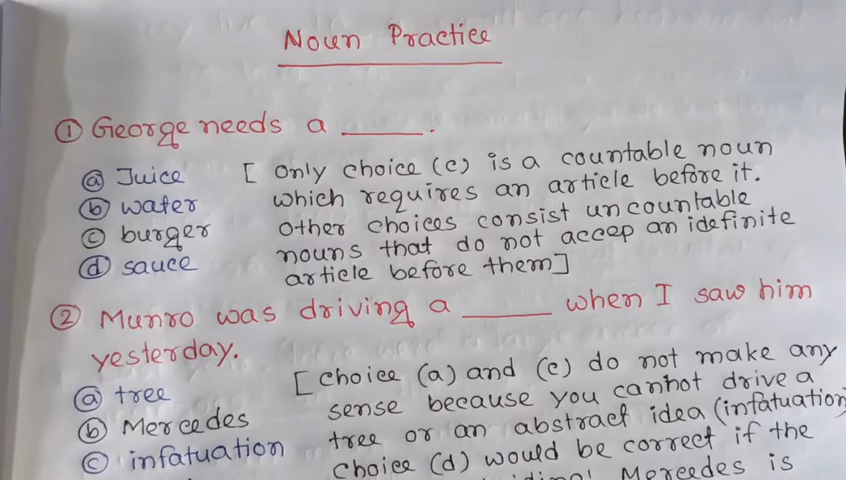 Noun Practice
① George needs a _____.
ⓐ Juice
ⓑ water
ⓒ burger
ⓓ sauce
[ Only choice (c) is a countable noun
which requires an article before it.
Other choices consist uncountable
nouns that do not accep an idefinite
article before them]
② Munro was driving a _____ when I saw him
yesterday.
ⓐ tree
ⓑ Mercedes
ⓒ infatuation
[choice (a) and (c) do not make any
sense because you cannot drive a
tree or an abstract idea (infatuation)
choice (d) would be correct if the
Mercedes is